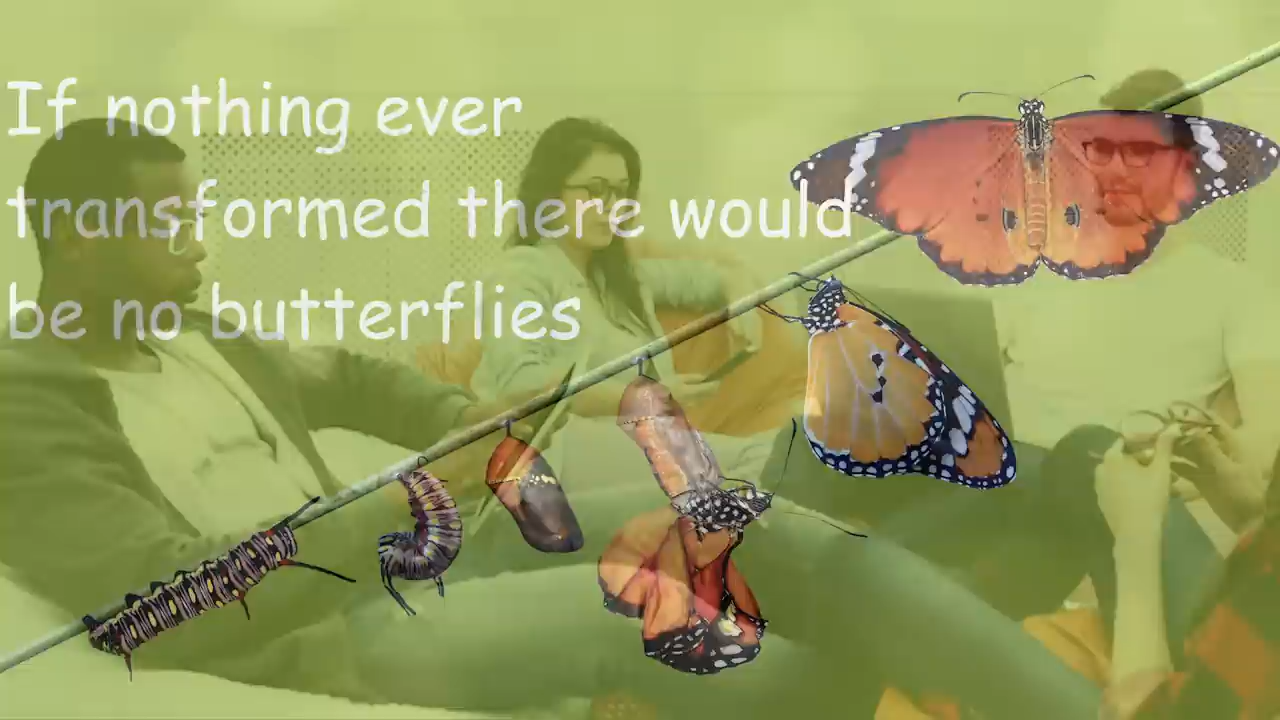 If nothing ever
transformed there would
be no butterflies